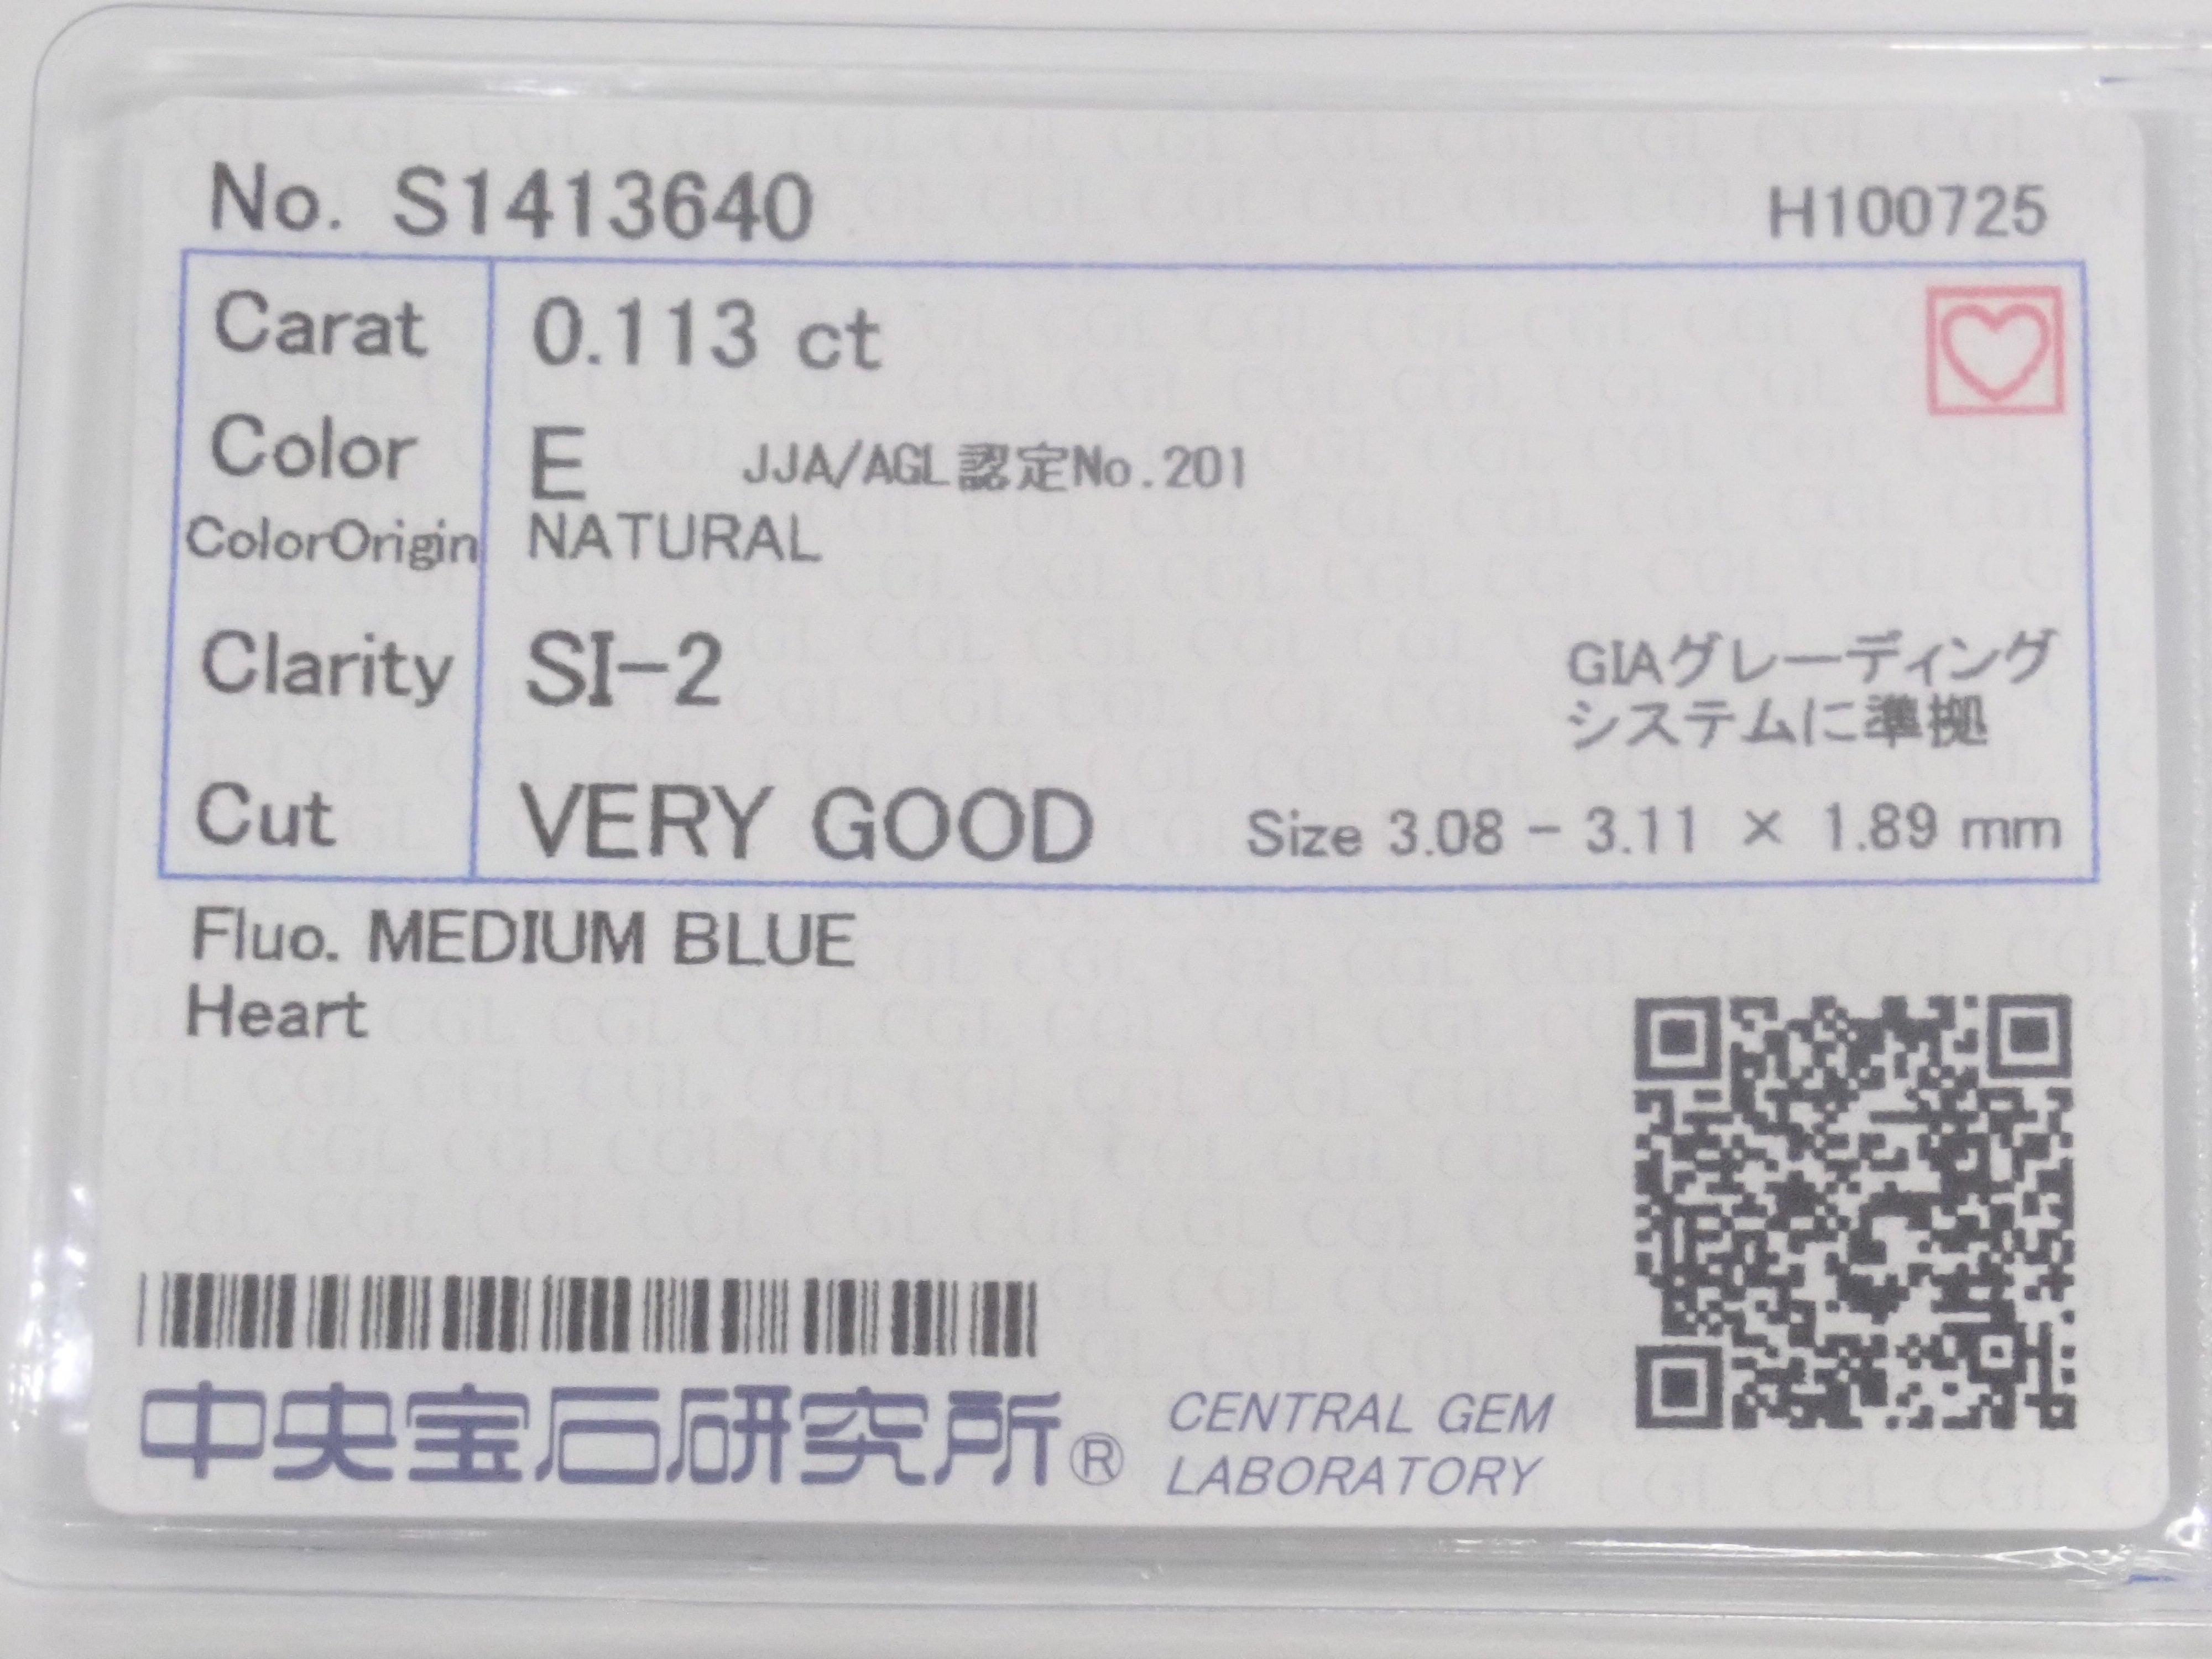 No. S1413640 H100725
Carat 0.113 ct
Color E JJA/AGL認定No.201
ColorOrigin NATURAL
Clarity SI-2 GIAグレーディング
システムに準拠
Cut VERY GOOD Size 3.08 - 3.11 × 1.89 mm
Fluo. MEDIUM BLUE
Heart
中央宝石研究所® CENTRAL GEM
LABORATORY